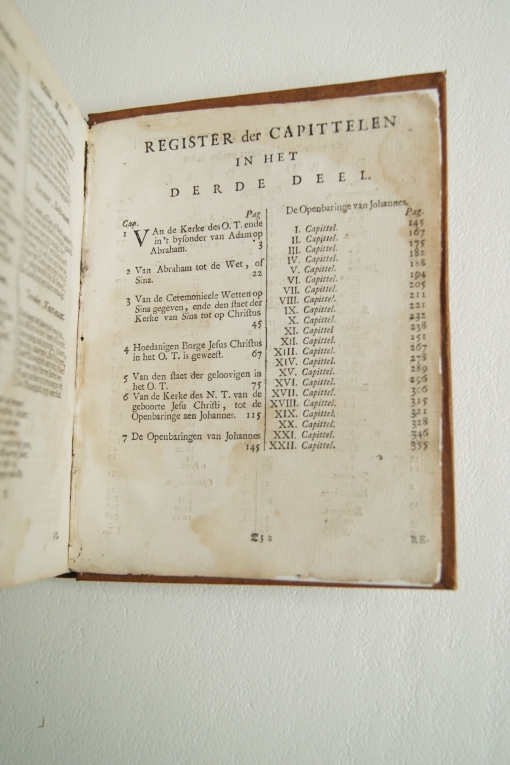 REGISTER der CAPITTELEN
IN HET
DERDE DEEL.
Cap. Pag
1 VAn de Kerke des O. T. ende
in 't bysonder van Adam op
Abraham. 3
2 Van Abraham tot de Wet, of
Sina. 22
3 Van de Ceremonieele Wetten op
Sina gegeven, ende den staet der
Kerke van Sina tot op Christus
45
4 Hoedanigen Borge Jesus Christus
in het O. T. is geweest. 67
5 Van den staet der geloovigen in
het O. T. 75
6 Van de Kerke des N. T. van de
geboorte Jesu Christi, tot de
Openbaringe aen Johannes. 115
7 De Openbaringen van Johannes
145
De Openbaringe van Johannes.
Pag.
I. Capittel. 145
II. Capittel. 167
III. Capittel. 175
IV. Capittel. 182
V. Capittel. 188
VI. Capittel. 194
VII. Capittel. 205
VIII. Capittel. 211
IX. Capittel. 221
X. Capittel. 232
XI. Capittel 238
XII. Capittel. 251
XIII. Capittel. 267
XIV. Capittel. 278
XV. Capittel. 289
XVI. Capittel. 296
XVII. Capittel. 306
XVIII. Capittel. 315
XIX. Capittel. 321
XX. Capittel. 328
XXI. Capittel. 346
XXII. Capittel. 355
RE-